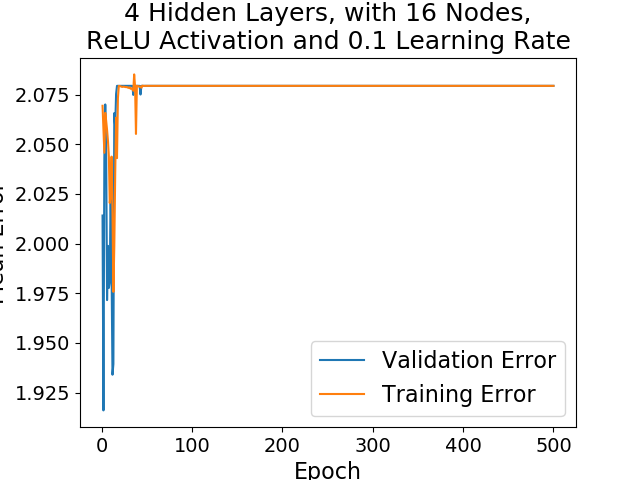 4 Hidden Layers, with 16 Nodes,
ReLU Activation and 0.1 Learning Rate
2.075
2.050
2.025
2.000
1.975
1.950
1.925
Validation Error
Training Error
0 100 200 300 400 500
Epoch